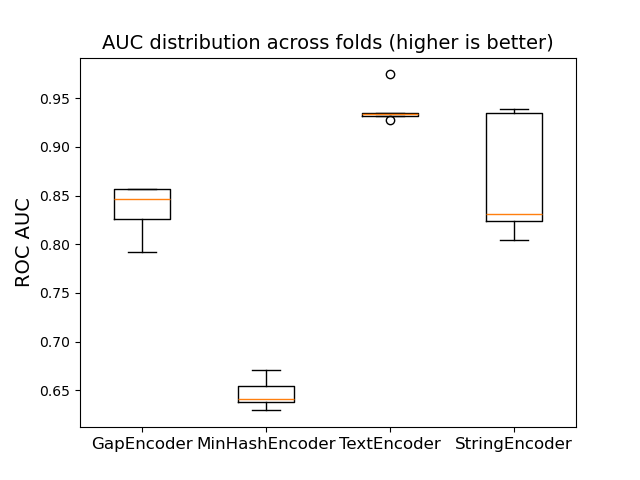 AUC distribution across folds (higher is better)
ROC AUC
0.95
0.90
0.85
0.80
0.75
0.70
0.65
GapEncoder MinHashEncoder TextEncoder StringEncoder